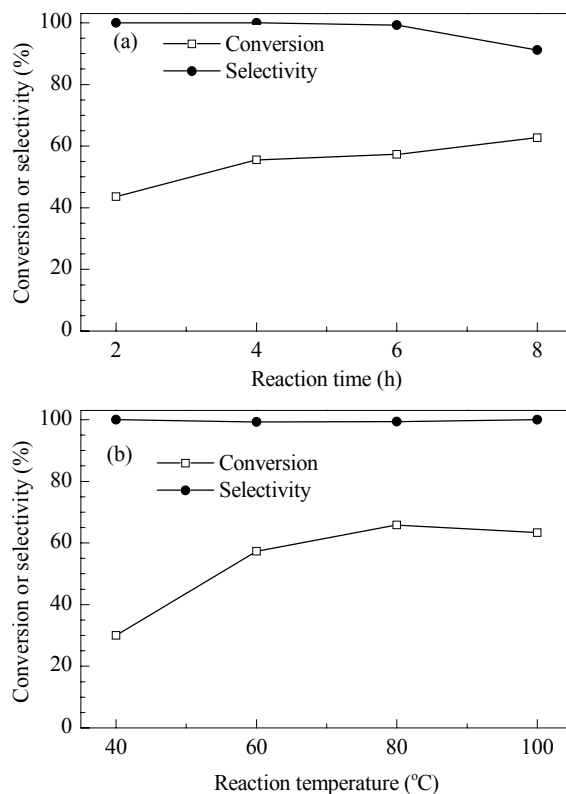 100
(a)
Conversion
Selectivity
80
60
40
20
0
Conversion or selectivity (%)
2
4
6
8
Reaction time (h)
100
(b)
Conversion
Selectivity
80
60
40
20
0
Conversion or selectivity (%)
40
60
80
100
Reaction temperature (°C)